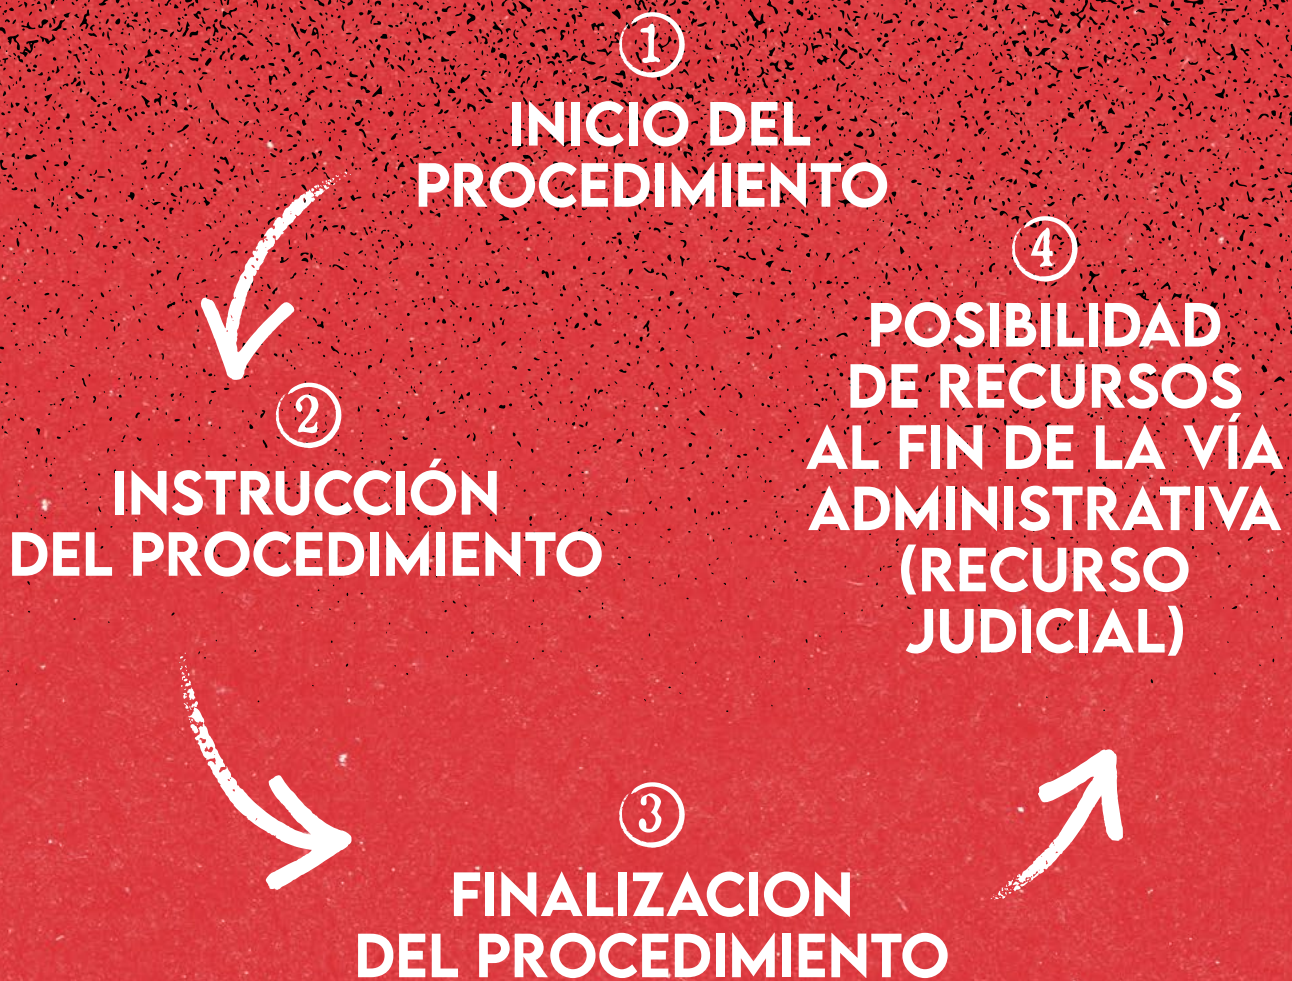 1
INICIO DEL
PROCEDIMIENTO
2
INSTRUCCIÓN
DEL PROCEDIMIENTO
3
FINALIZACION
DEL PROCEDIMIENTO
4
POSIBILIDAD
DE RECURSOS
AL FIN DE LA VÍA
ADMINISTRATIVA
(RECURSO
JUDICIAL)